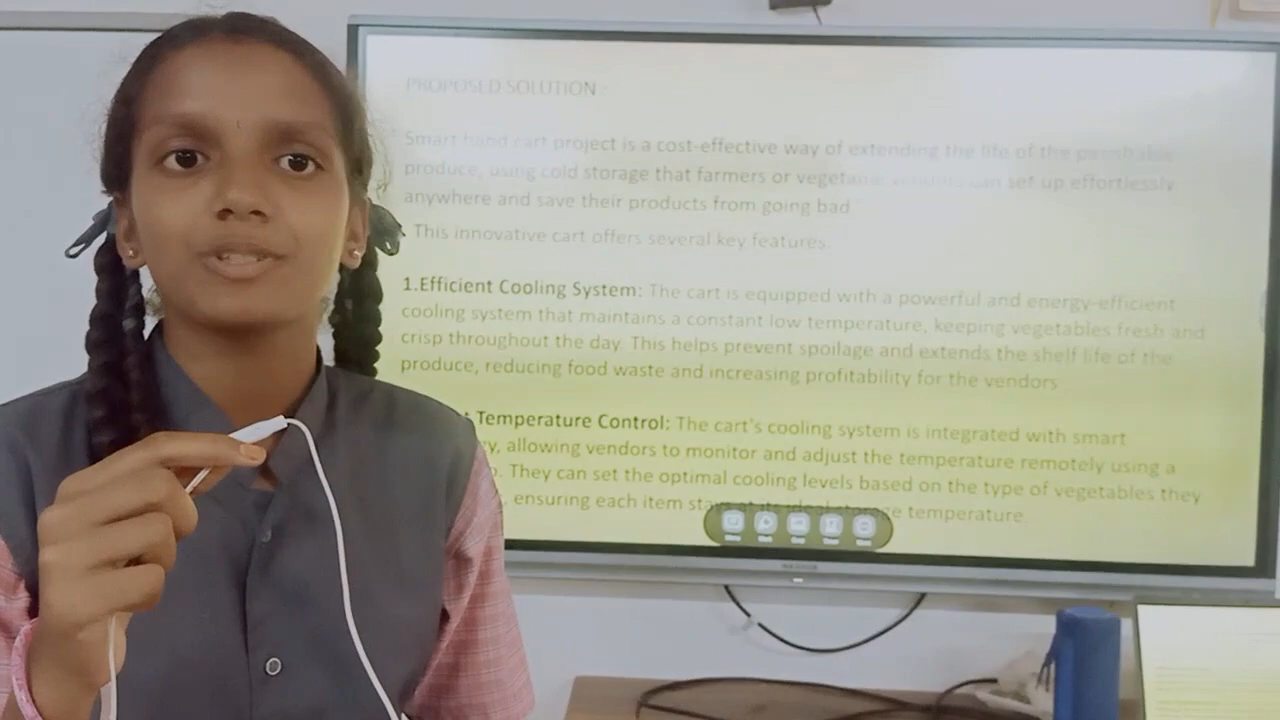 PROPOSED SOLUTION :
Smart hand cart project is a cost-effective way of extending the life of the perishable
produce, using cold storage that farmers or vegetable vendors can set up effortlessly
anywhere and save their products from going bad
. This innovative cart offers several key features.
1.Efficient Cooling System: The cart is equipped with a powerful and energy-efficient
cooling system that maintains a constant low temperature, keeping vegetables fresh and
crisp throughout the day. This helps prevent spoilage and extends the shelf life of the
produce, reducing food waste and increasing profitability for the vendors
Temperature Control: The cart's cooling system is integrated with smart
allowing vendors to monitor and adjust the temperature remotely using a
They can set the optimal cooling levels based on the type of vegetables they
ensuring each item stays at its ideal storage temperature